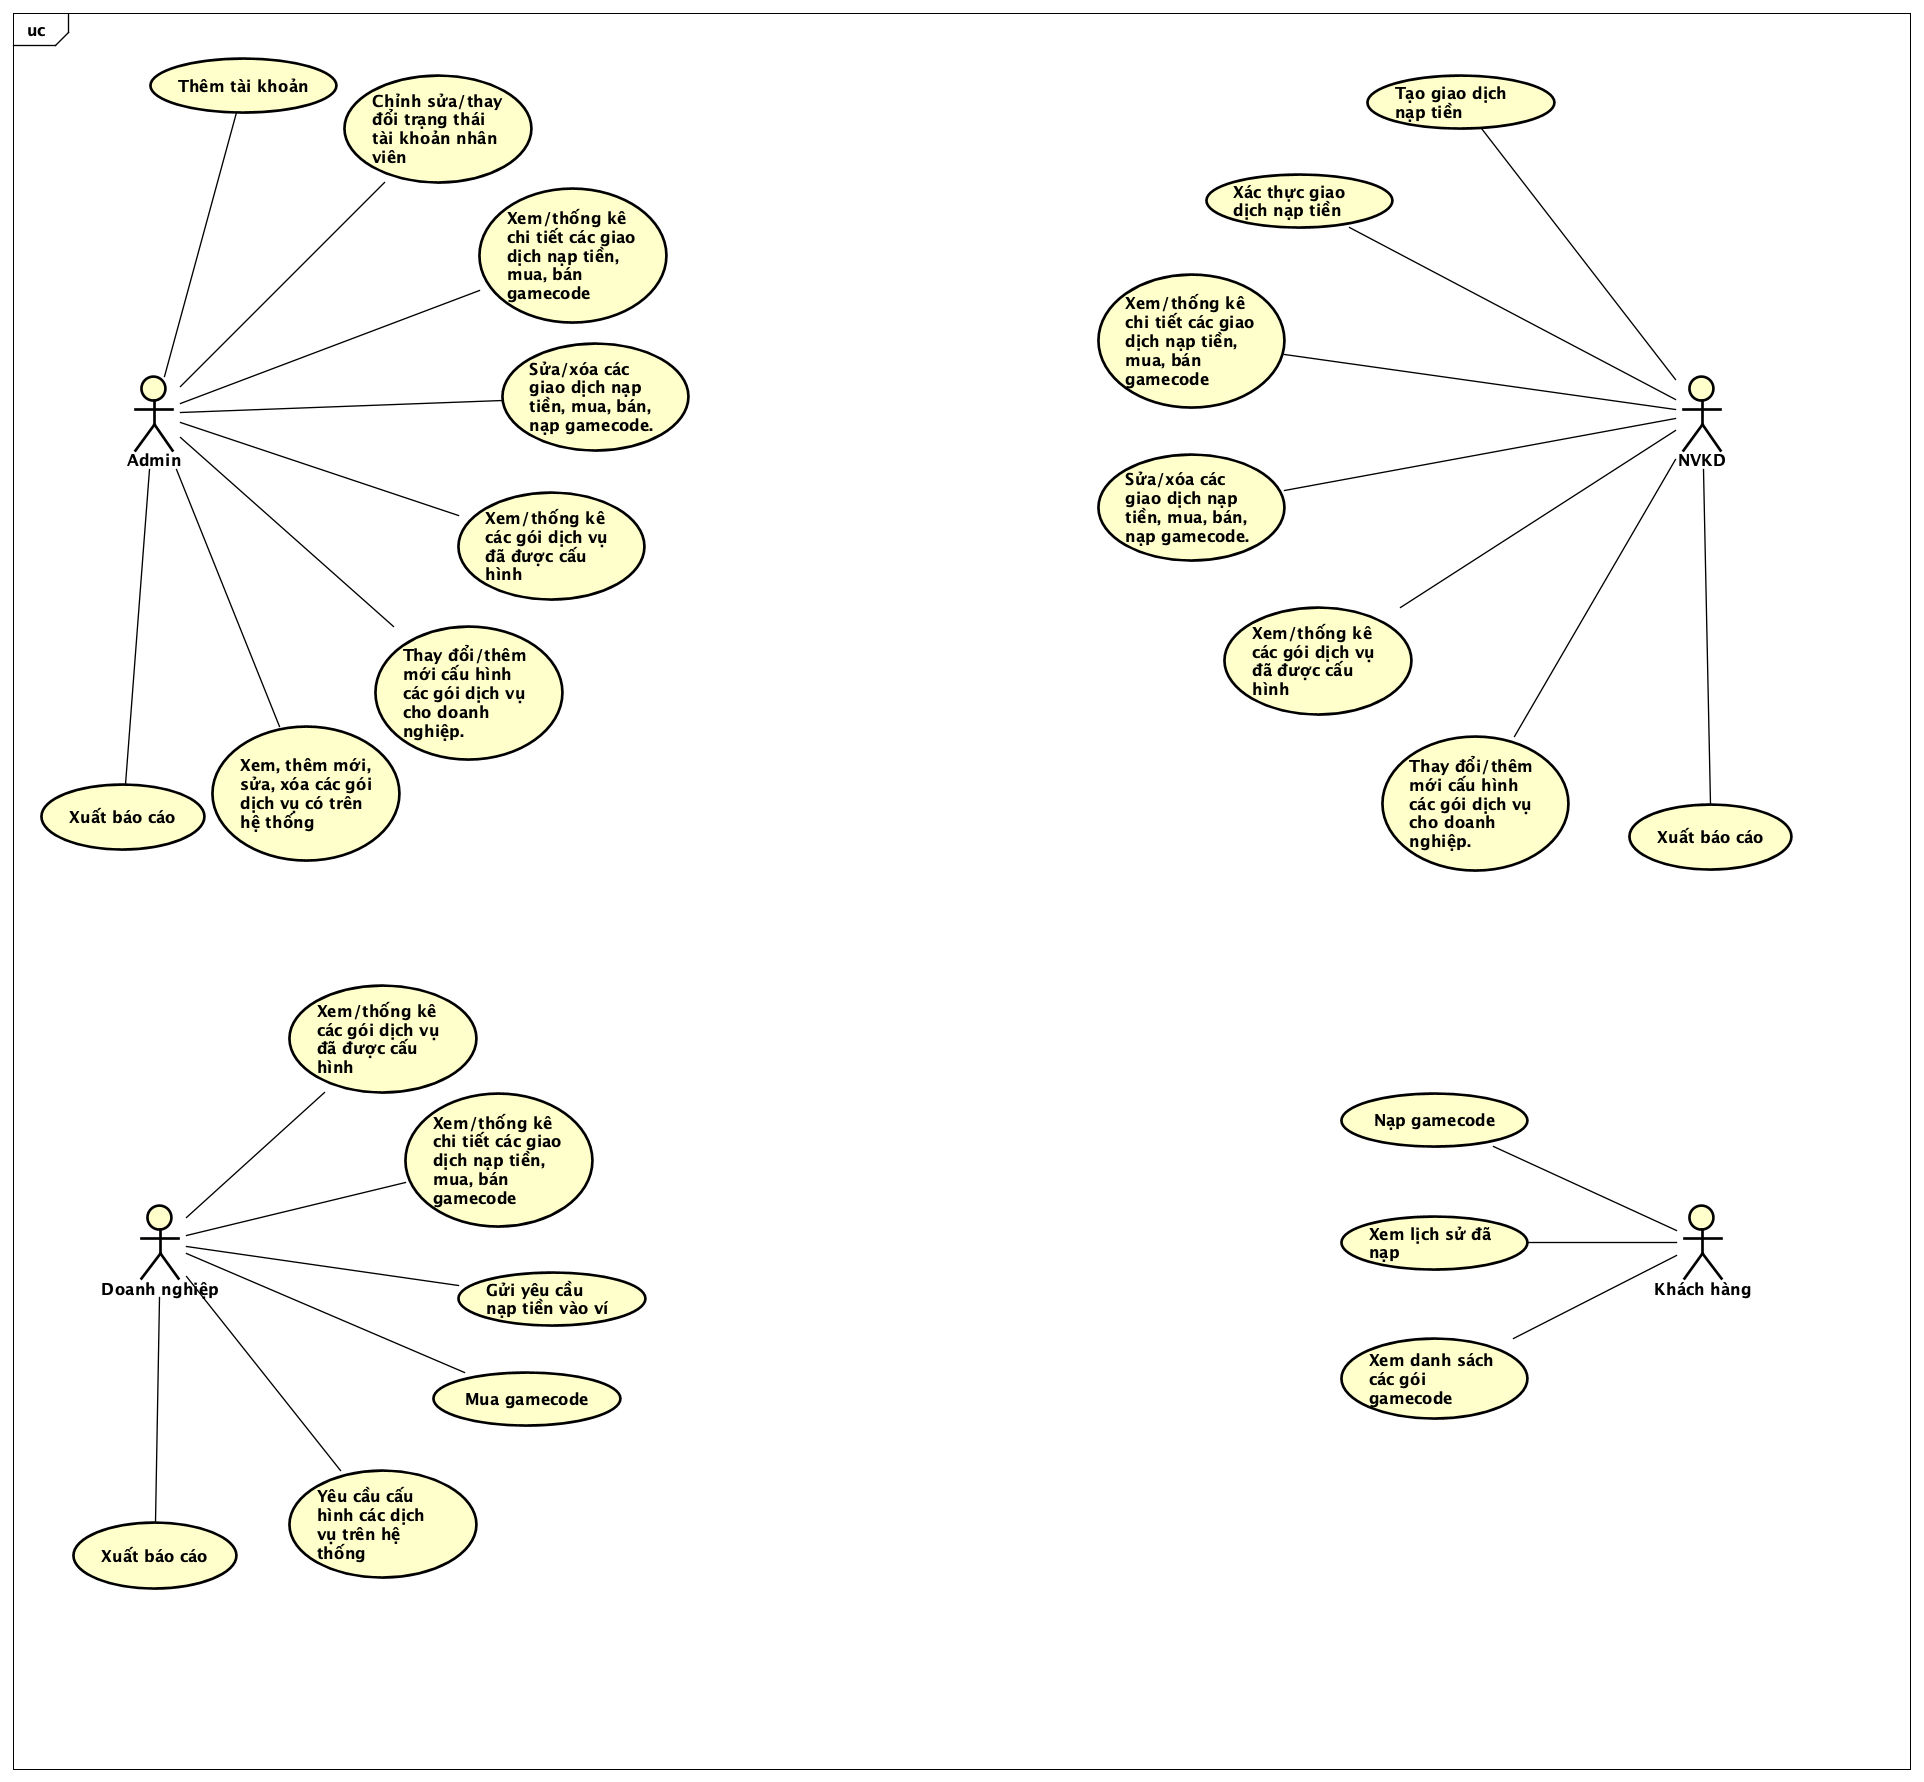 uc
Thêm tài khoản
Chỉnh sửa/thay
đổi trạng thái
tài khoản nhân
viên
Xem/thống kê
chi tiết các giao
dịch nạp tiền,
mua, bán
gamecode
Sửa/xóa các
giao dịch nạp
tiền, mua, bán,
nạp gamecode.
Admin
Xem/thống kê
các gói dịch vụ
đã được cấu
hình
Thay đổi/thêm
mới cấu hình
các gói dịch vụ
cho doanh
nghiệp.
Xem, thêm mới,
sửa, xóa các gói
dịch vụ có trên
hệ thống
Xuất báo cáo
Tạo giao dịch
nạp tiền
Xác thực giao
dịch nạp tiền
Xem/thống kê
chi tiết các giao
dịch nạp tiền,
mua, bán
gamecode
NVKD
Sửa/xóa các
giao dịch nạp
tiền, mua, bán,
nạp gamecode.
Xem/thống kê
các gói dịch vụ
đã được cấu
hình
Thay đổi/thêm
mới cấu hình
các gói dịch vụ
cho doanh
nghiệp.
Xuất báo cáo
Xem/thống kê
các gói dịch vụ
đã được cấu
hình
Xem/thống kê
chi tiết các giao
dịch nạp tiền,
mua, bán
gamecode
Doanh nghiệp
Gửi yêu cầu
nạp tiền vào ví
Mua gamecode
Yêu cầu cấu
hình các dịch
vụ trên hệ
thống
Xuất báo cáo
Nạp gamecode
Xem lịch sử đã
nạp
Khách hàng
Xem danh sách
các gói
gamecode